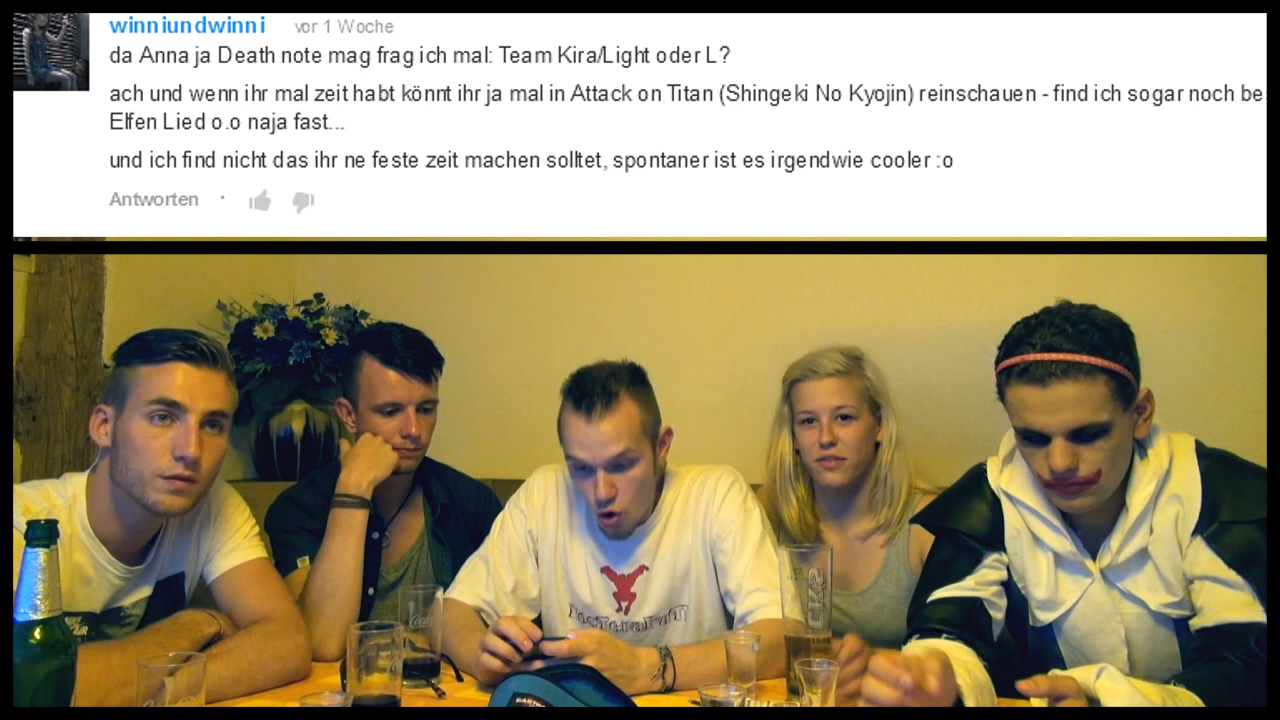 winniundwinni vor 1 Woche
da Anna ja Death note mag frag ich mal: Team Kira/Light oder L?
ach und wenn ihr mal zeit habt könnt ihr ja mal in Attack on Titan (Shingeki No Kyojin) reinschauen - find ich sogar noch be
Elfen Lied o.o naja fast...
und ich find nicht das ihr ne feste zeit machen solltet, spontaner ist es irgendwie cooler :o
Antworten ·